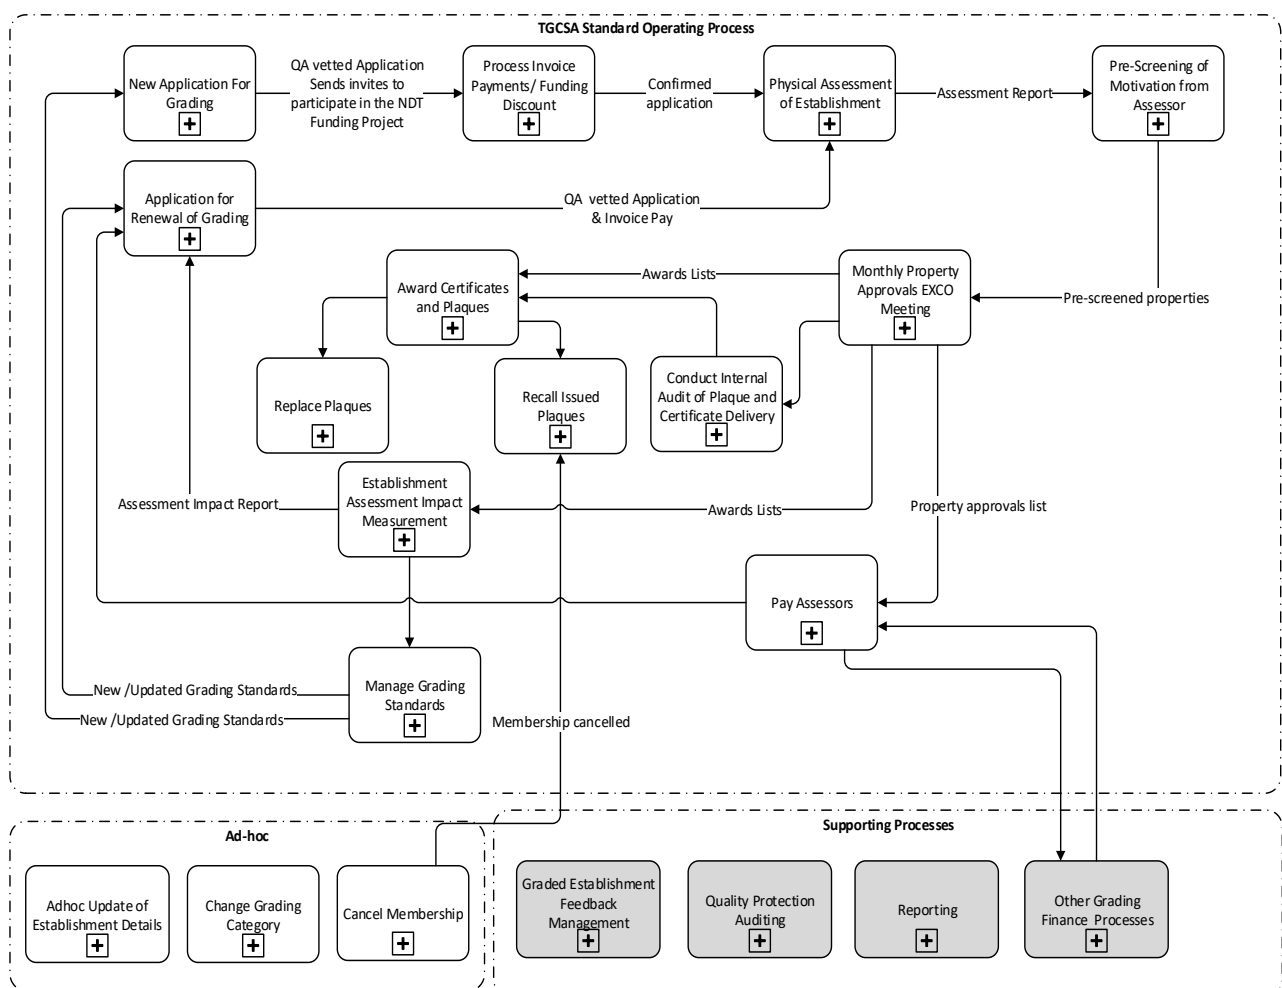 TGCSA Standard Operating Process
New Application For
Grading
QA vetted Application
Sends invites to
participate in the NDT
Funding Project
Process Invoice
Payments/ Funding
Discount
Confirmed
application
Physical Assessment
of Establishment
Assessment Report
Pre-Screening of
Motivation from
Assessor
Application for
Renewal of Grading
QA vetted Application
& Invoice Pay
Award Certificates
and Plaques
Awards Lists
Monthly Property
Approvals EXCO
Meeting
Pre-screened properties
Replace Plaques
Recall Issued
Plaques
Conduct Internal
Audit of Plaque and
Certificate Delivery
Assessment Impact Report
Establishment
Assessment Impact
Measurement
Awards Lists
Property approvals list
Pay Assessors
New /Updated Grading Standards
New /Updated Grading Standards
Manage Grading
Standards
Membership cancelled
Ad-hoc
Adhoc Update of
Establishment Details
Change Grading
Category
Cancel Membership
Supporting Processes
Graded Establishment
Feedback
Management
Quality Protection
Auditing
Reporting
Other Grading
Finance Processes